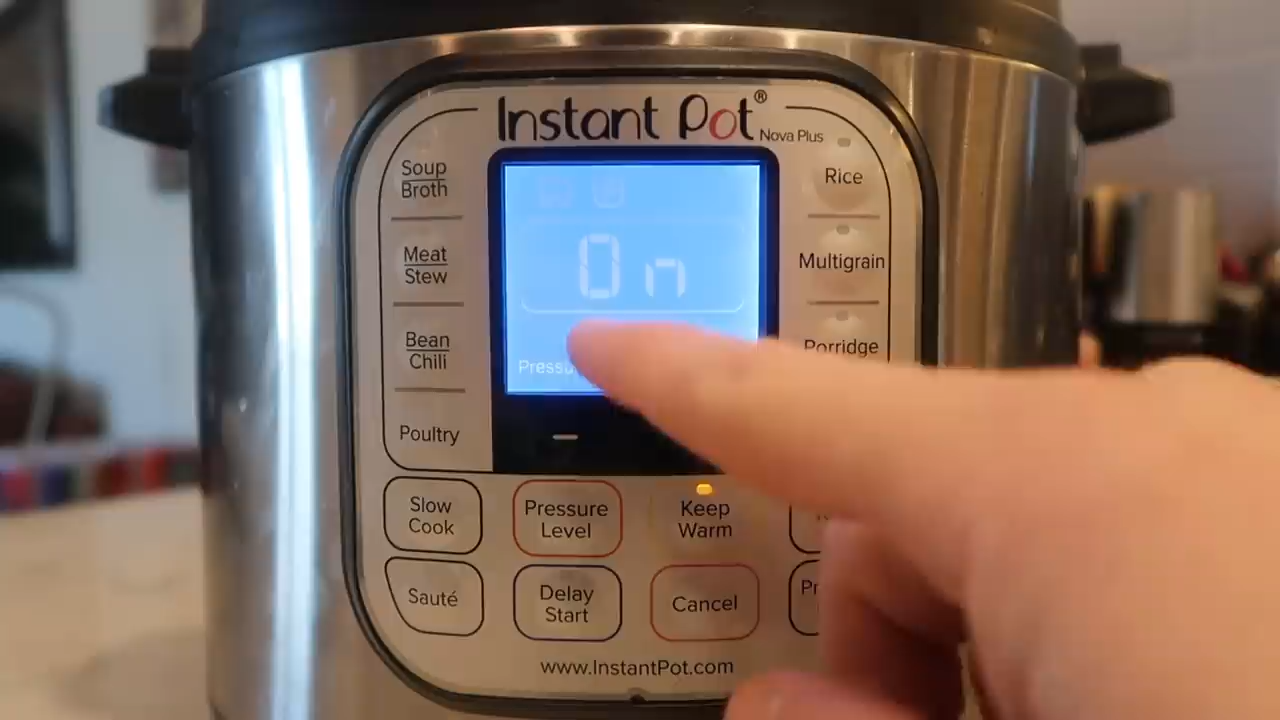 Instant Pot®
Nova Plus
Soup
Broth
Meat
Stew
Bean
Chili
Poultry
On
Rice
Multigrain
Porridge
Slow
Cook
Pressure
Level
Keep
Warm
Sauté
Delay
Start
Cancel
www.InstantPot.com